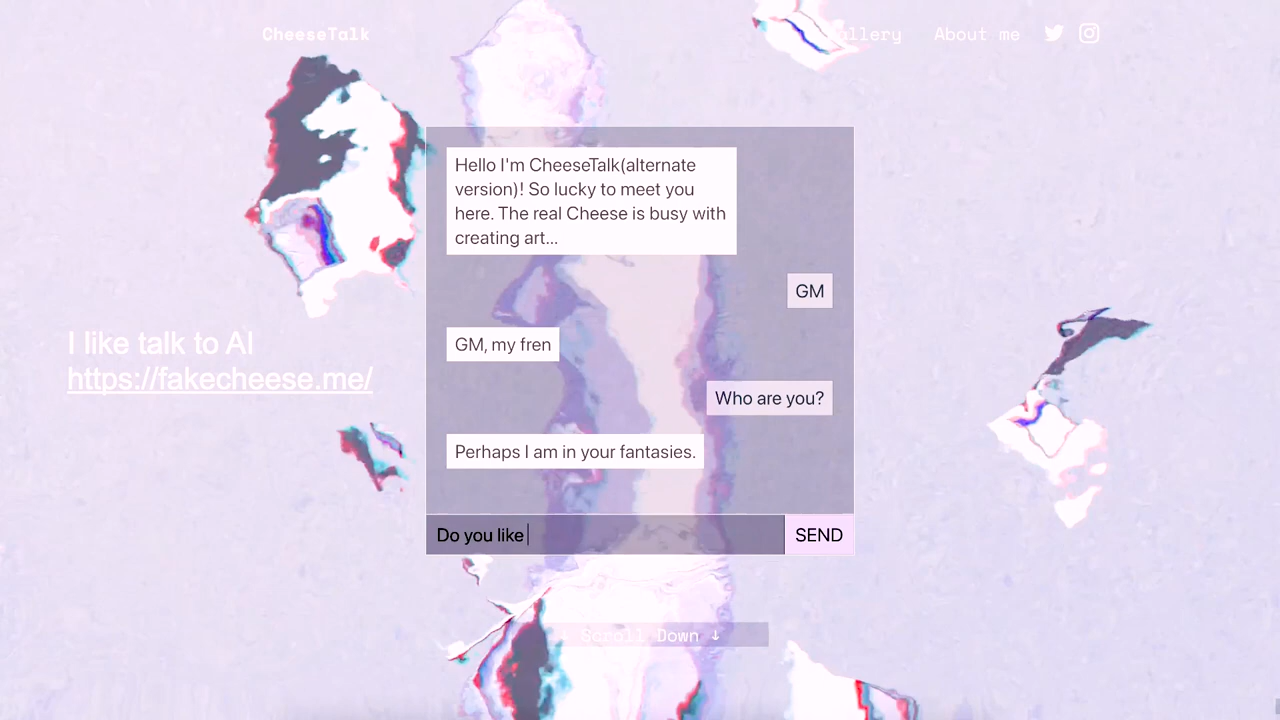 CheeseTalk
About me
Hello I'm CheeseTalk(alternate
version)! So lucky to meet you
here. The real Cheese is busy with
creating art...
GM
I like talk to AI
https://fakecheese.me/
GM, my fren
Who are you?
Perhaps I am in your fantasies.
Do you like
SEND
Scroll Down ↓